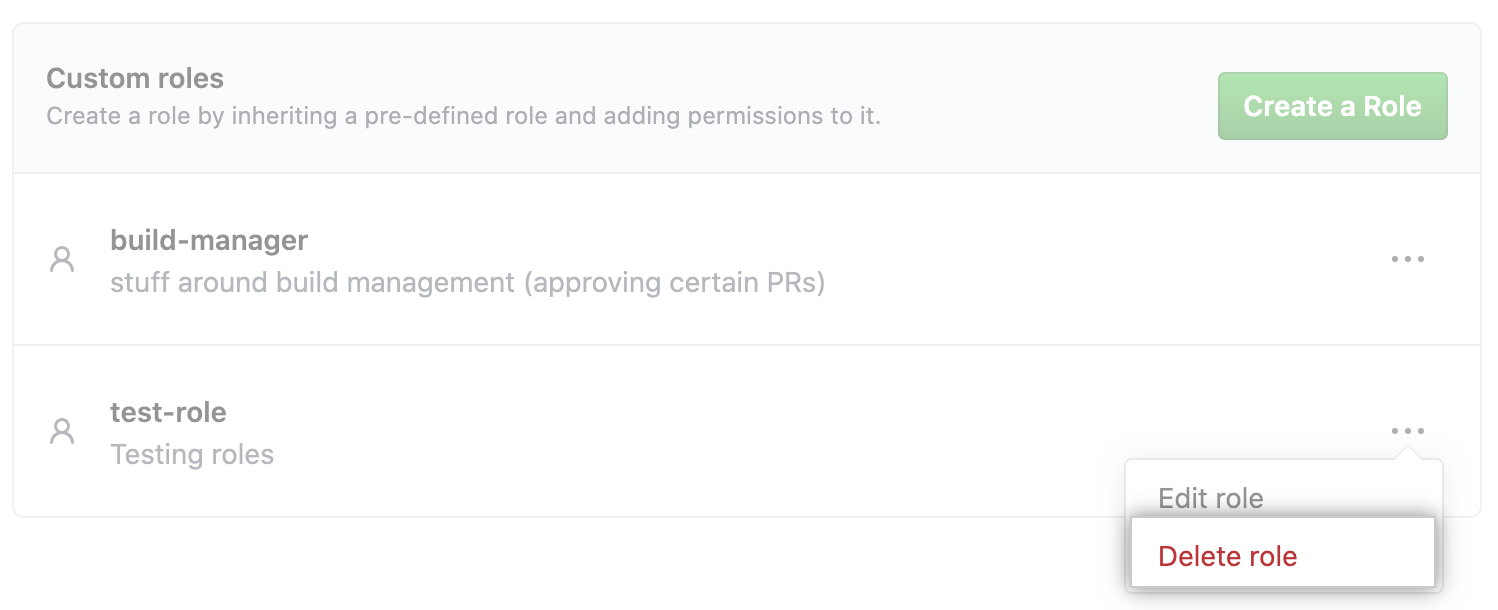 Custom roles
Create a role by inheriting a pre-defined role and adding permissions to it.
Create a Role
build-manager
stuff around build management (approving certain PRs)
test-role
Testing roles
Edit role
Delete role